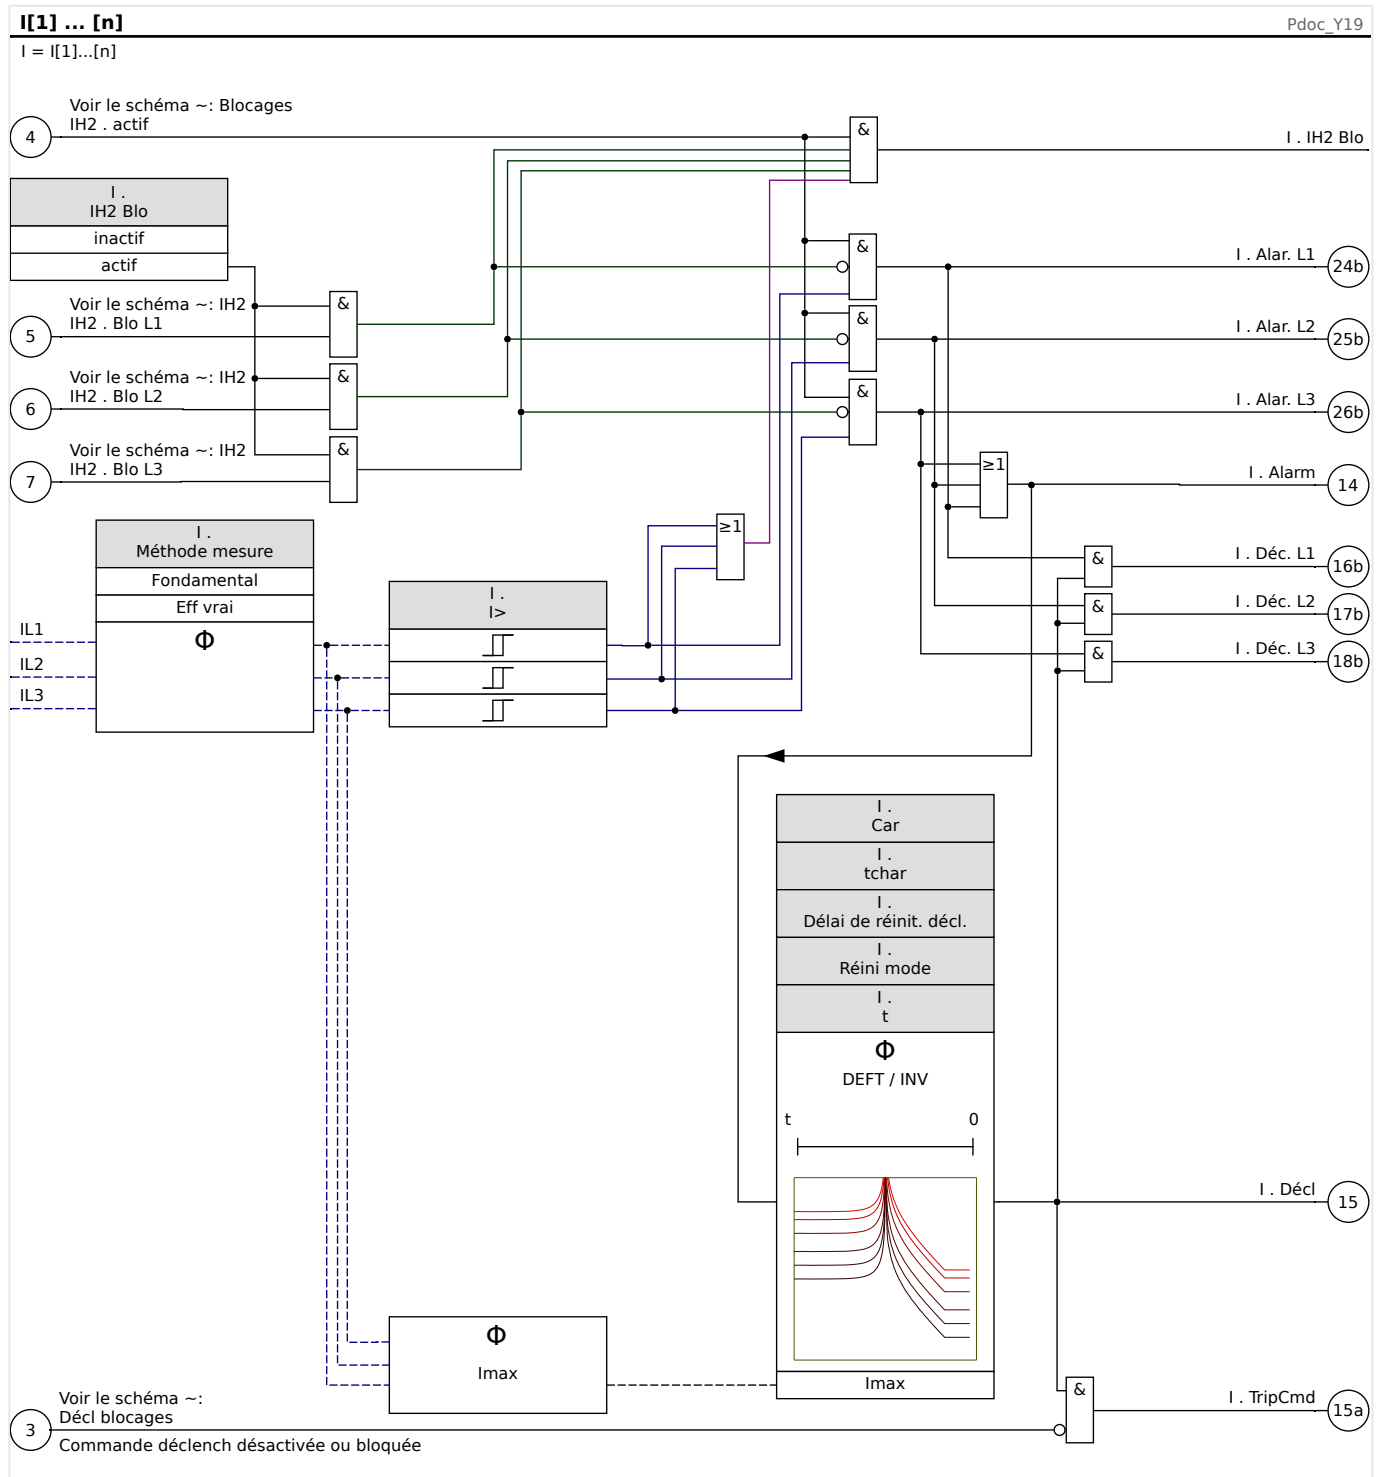 I[1] ... [n]
Pdoc_Y19
I = I[1]...[n]
Voir le schéma ~: Blocages
IH2 . actif
4
&
I . IH2 Blo
I .
IH2 Blo
inactif
actif
&
I . Alar. L1
24b
Voir le schéma ~: IH2
IH2 . Blo L1
5
&
&
I . Alar. L2
25b
Voir le schéma ~: IH2
IH2 . Blo L2
6
&
&
I . Alar. L3
26b
Voir le schéma ~: IH2
IH2 . Blo L3
7
&
≥1
I . Alarm
14
I .
Méthode mesure
Fondamental
Eff vrai
Φ
IL1
IL2
IL3
≥1
I .
I>
&
I . Déc. L1
16b
&
I . Déc. L2
17b
&
I . Déc. L3
18b
I .
Car
I .
tchar
I .
Délai de réinit. décl.
I .
Réini mode
I .
t
Φ
DEFT / INV
t
0
I . Décl
15
Φ
Imax
Imax
Voir le schéma ~:
Décl blocages
3
Commande déclench désactivée ou bloquée
&
I . TripCmd
15a